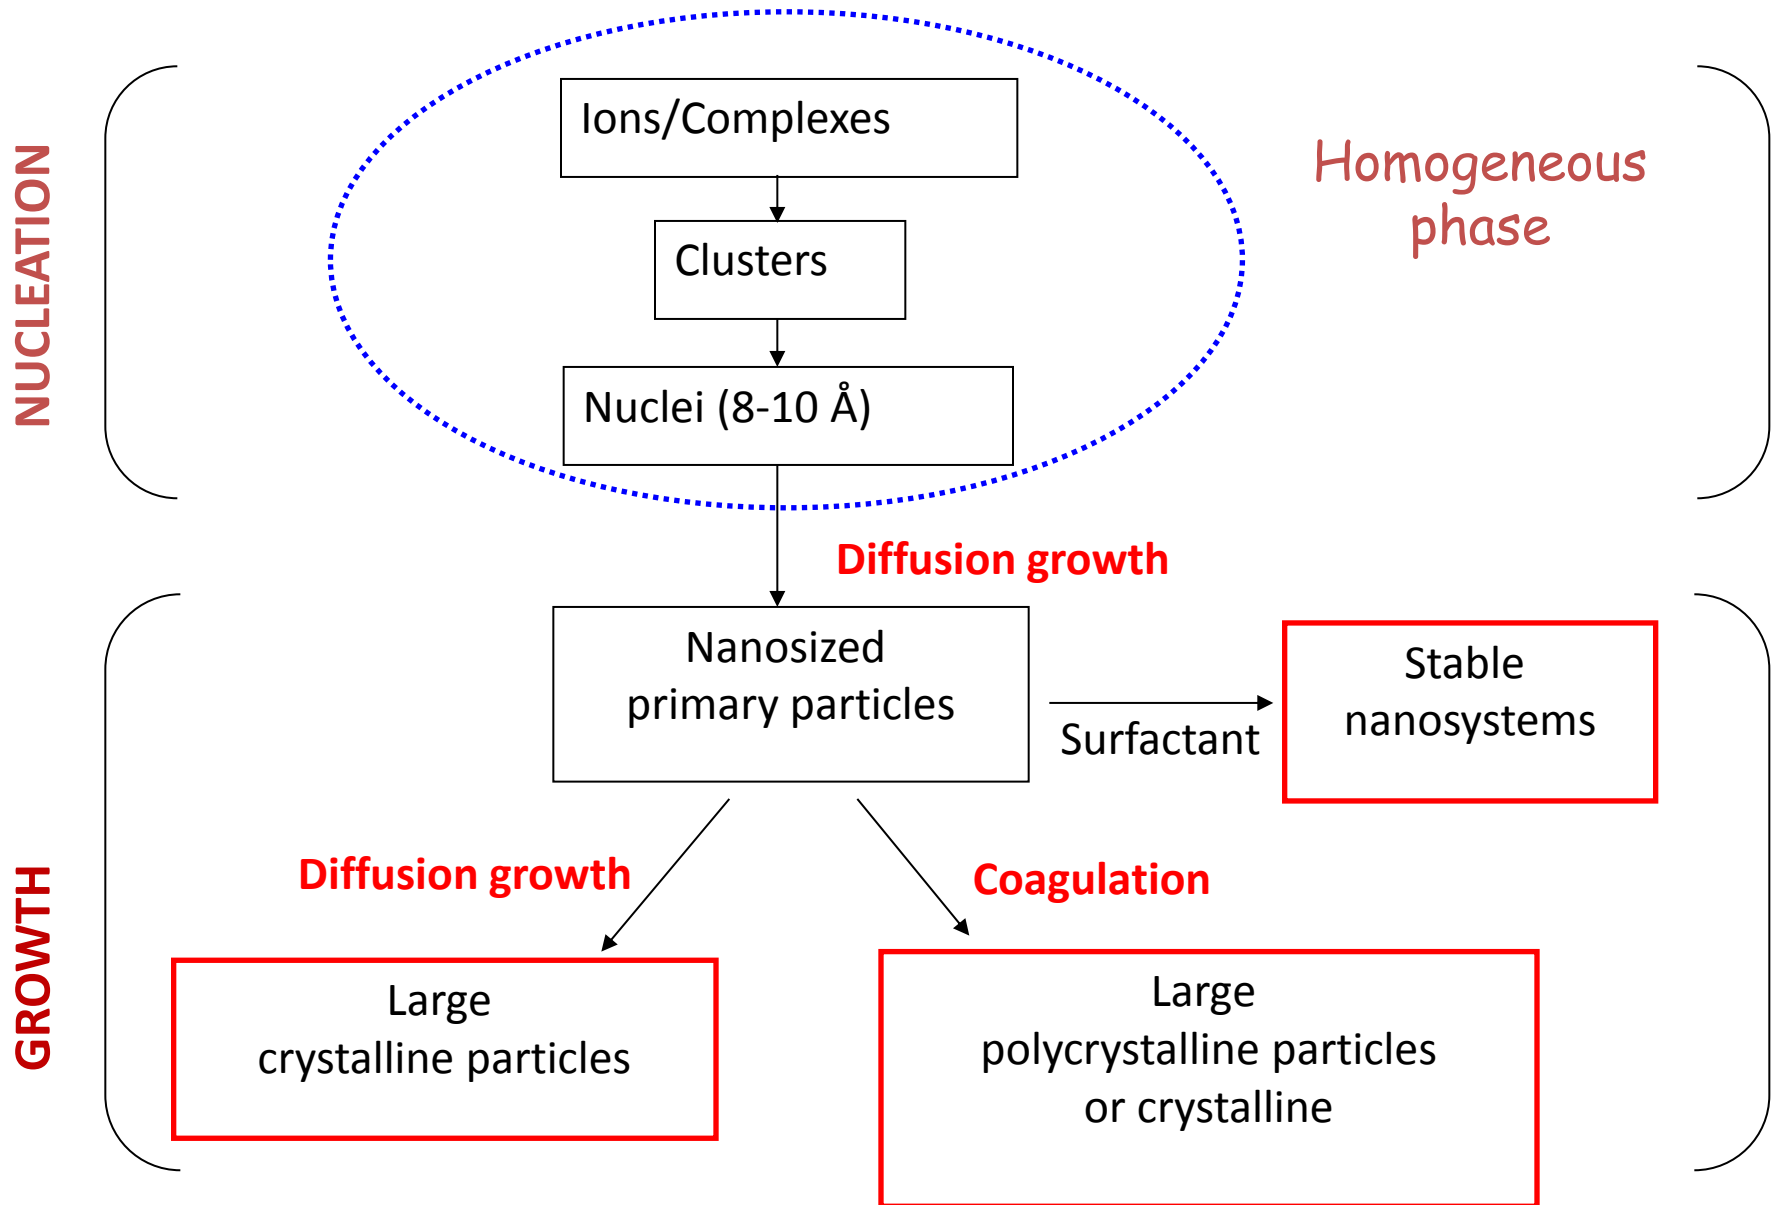 NUCLEATION
Ions/Complexes
Homogeneous
phase
Clusters
Nuclei (8-10 Å)
Diffusion growth
GROWTH
Nanosized
primary particles
Surfactant
Stable
nanosystems
Diffusion growth
Coagulation
Large
crystalline particles
Large
polycrystalline particles
or crystalline